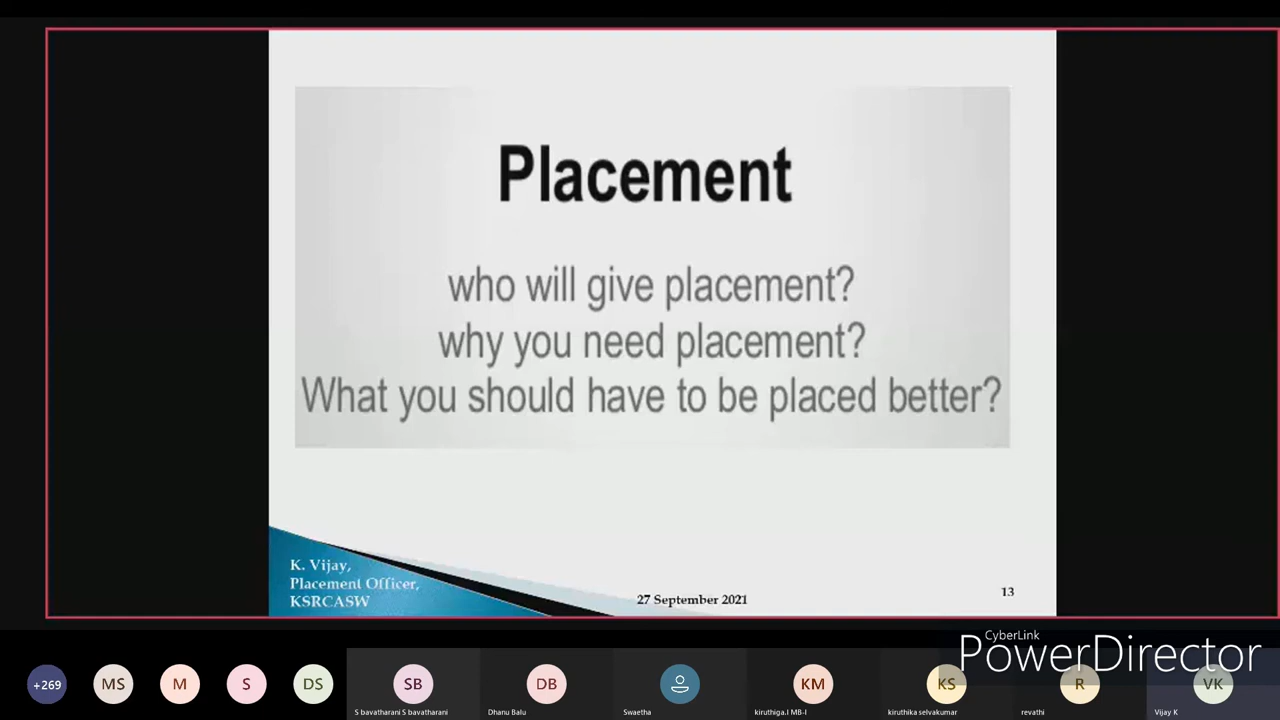 Placement
who will give placement?
why you need placement?
What you should have to be placed better?
K. Vijay,
Placement Officer,
KSRCASW
27 September 2021
13
CyberLink
PowerDirector
+269
MS
M
S
DS
SB
DB
KM
KS
R
VK
S bavatharani S bavatharani
Dhanu Balu
Swaetha
kiruthiga.I MB-I
kiruthika selvakumar
revathi
Vijay K